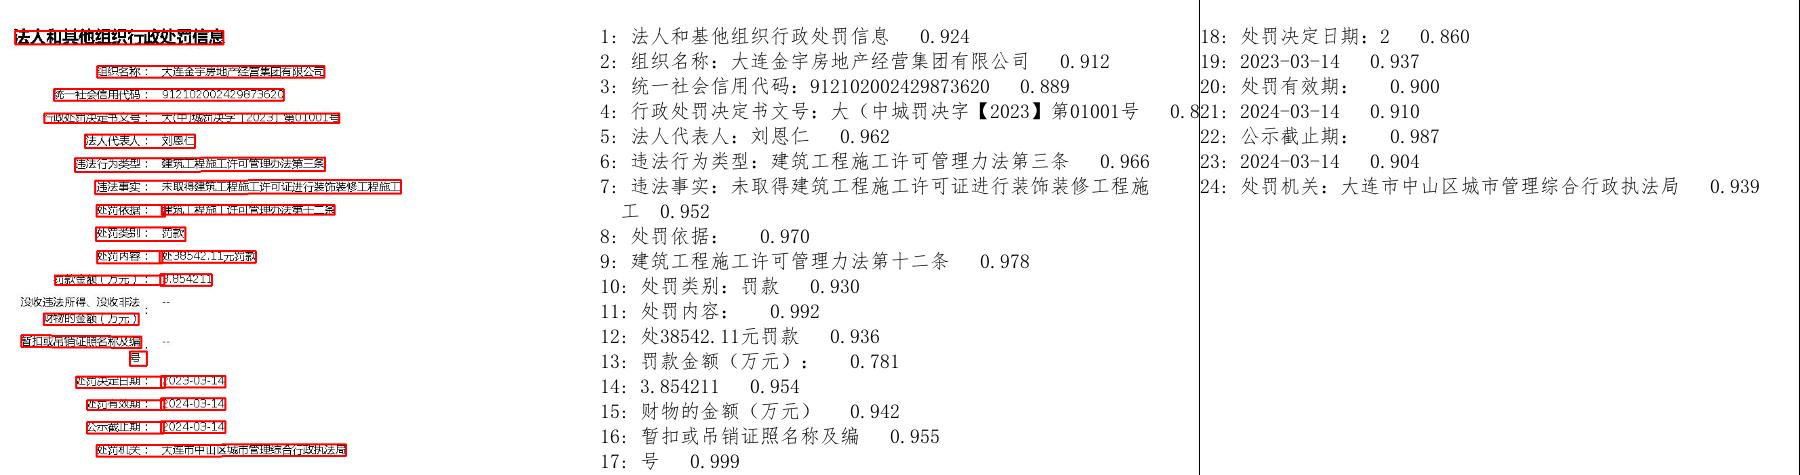 法人和其他组织行政处罚信息
组织名称： 大连金宇房地产经营集团有限公司
统一社会信用代码： 912102002429873620
行政处罚决定书文号： 大(中)城罚决字【2023】第01001号
法人代表人： 刘恩仁
违法行为类型： 建筑工程施工许可管理办法第三条
违法事实： 未取得建筑工程施工许可证进行装饰装修工程施工
处罚依据： 建筑工程施工许可管理办法第十二条
处罚类别： 罚款
处罚内容： 处38542.11元罚款
罚款金额(万元)： 3.854211
没收违法所得、没收非法财物的金额(万元)： --
暂扣或吊销证照名称及编号： --
处罚决定日期： 2023-03-14
处罚有效期： 2024-03-14
公示截止期： 2024-03-14
处罚机关： 大连市中山区城市管理综合行政执法局
1: 法人和基他组织行政处罚信息 0.924
2: 组织名称：大连金宇房地产经营集团有限公司 0.912
3: 统一社会信用代码：912102002429873620 0.889
4: 行政处罚决定书文号：大（中城罚决字【2023】第01001号 0.8
5: 法人代表人：刘恩仁 0.962
6: 违法行为类型：建筑工程施工许可管理力法第三条 0.966
7: 违法事实：未取得建筑工程施工许可证进行装饰装修工程施
工 0.952
8: 处罚依据： 0.970
9: 建筑工程施工许可管理力法第十二条 0.978
10: 处罚类别：罚款 0.930
11: 处罚内容： 0.992
12: 处38542.11元罚款 0.936
13: 罚款金额（万元）： 0.781
14: 3.854211 0.954
15: 财物的金额（万元） 0.942
16: 暂扣或吊销证照名称及编 0.955
17: 号 0.999
18: 处罚决定日期：2 0.860
19: 2023-03-14 0.937
20: 处罚有效期： 0.900
21: 2024-03-14 0.910
22: 公示截止期： 0.987
23: 2024-03-14 0.904
24: 处罚机关：大连市中山区城市管理综合行政执法局 0.939